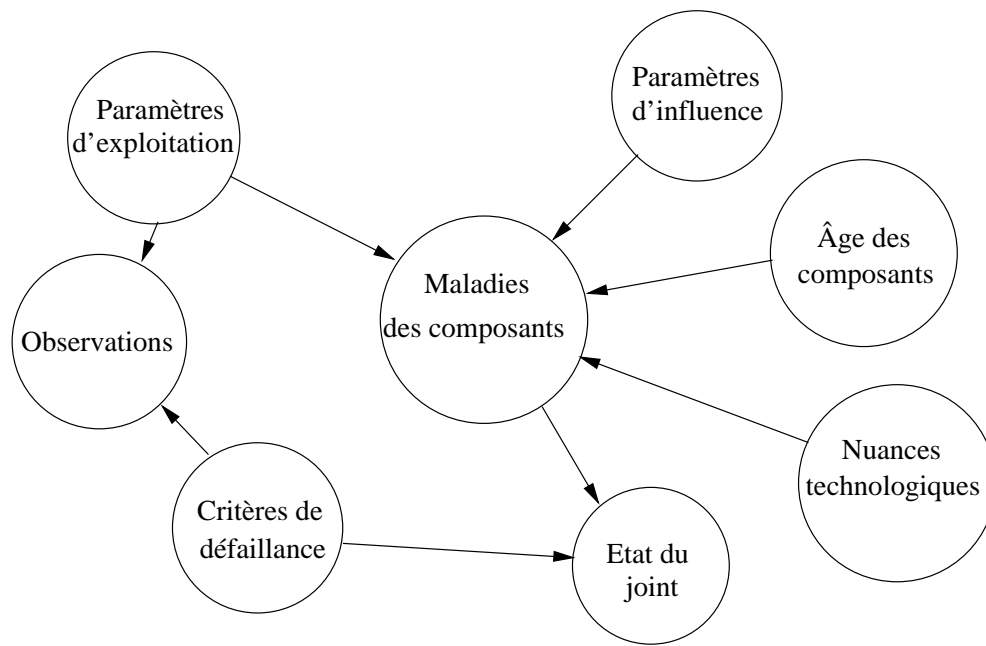 Paramètres
d'exploitation
Paramètres
d'influence
Âge des
composants
Maladies
des composants
Observations
Nuances
technologiques
Critères de
défaillance
Etat du
joint